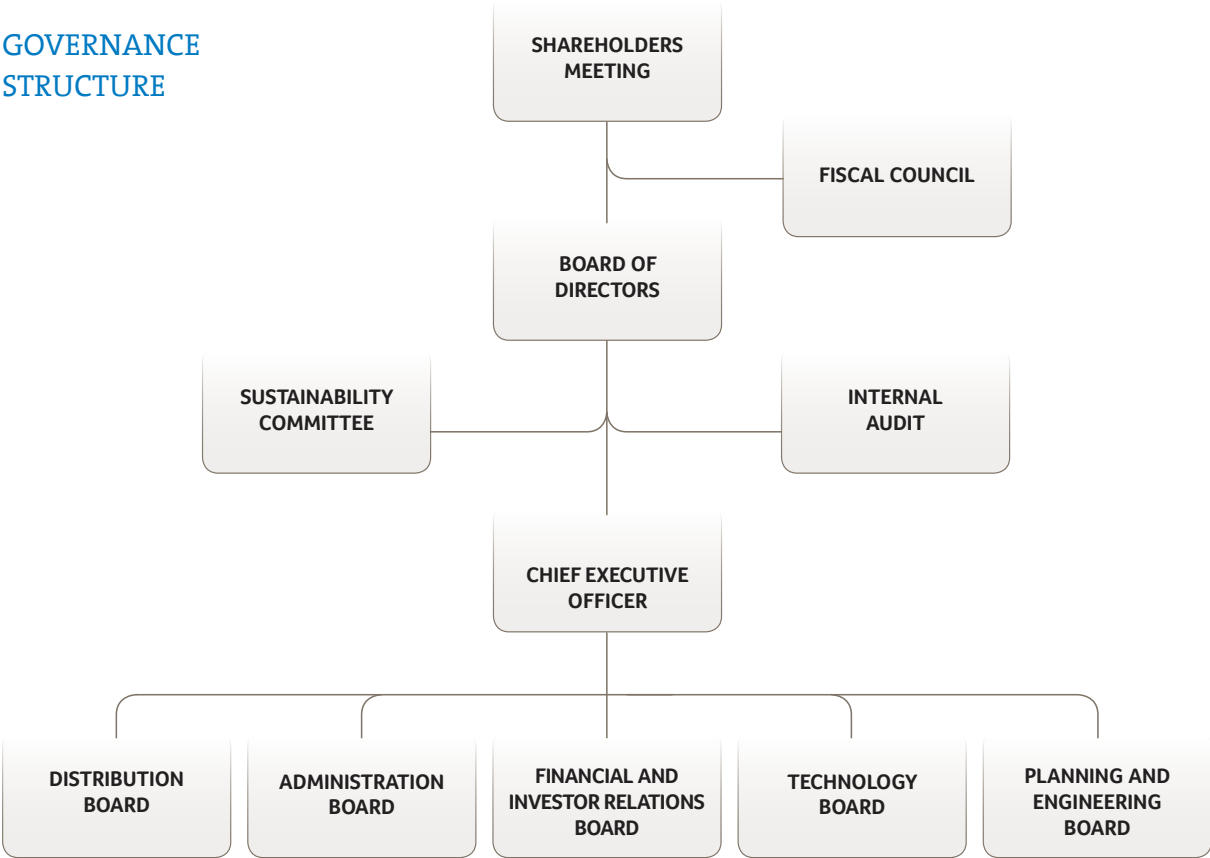 GOVERNANCE
STRUCTURE
SHAREHOLDERS
MEETING
FISCAL COUNCIL
BOARD OF
DIRECTORS
SUSTAINABILITY
COMMITTEE
INTERNAL
AUDIT
CHIEF EXECUTIVE
OFFICER
DISTRIBUTION
BOARD
ADMINISTRATION
BOARD
FINANCIAL AND
INVESTOR RELATIONS
BOARD
TECHNOLOGY
BOARD
PLANNING AND
ENGINEERING
BOARD